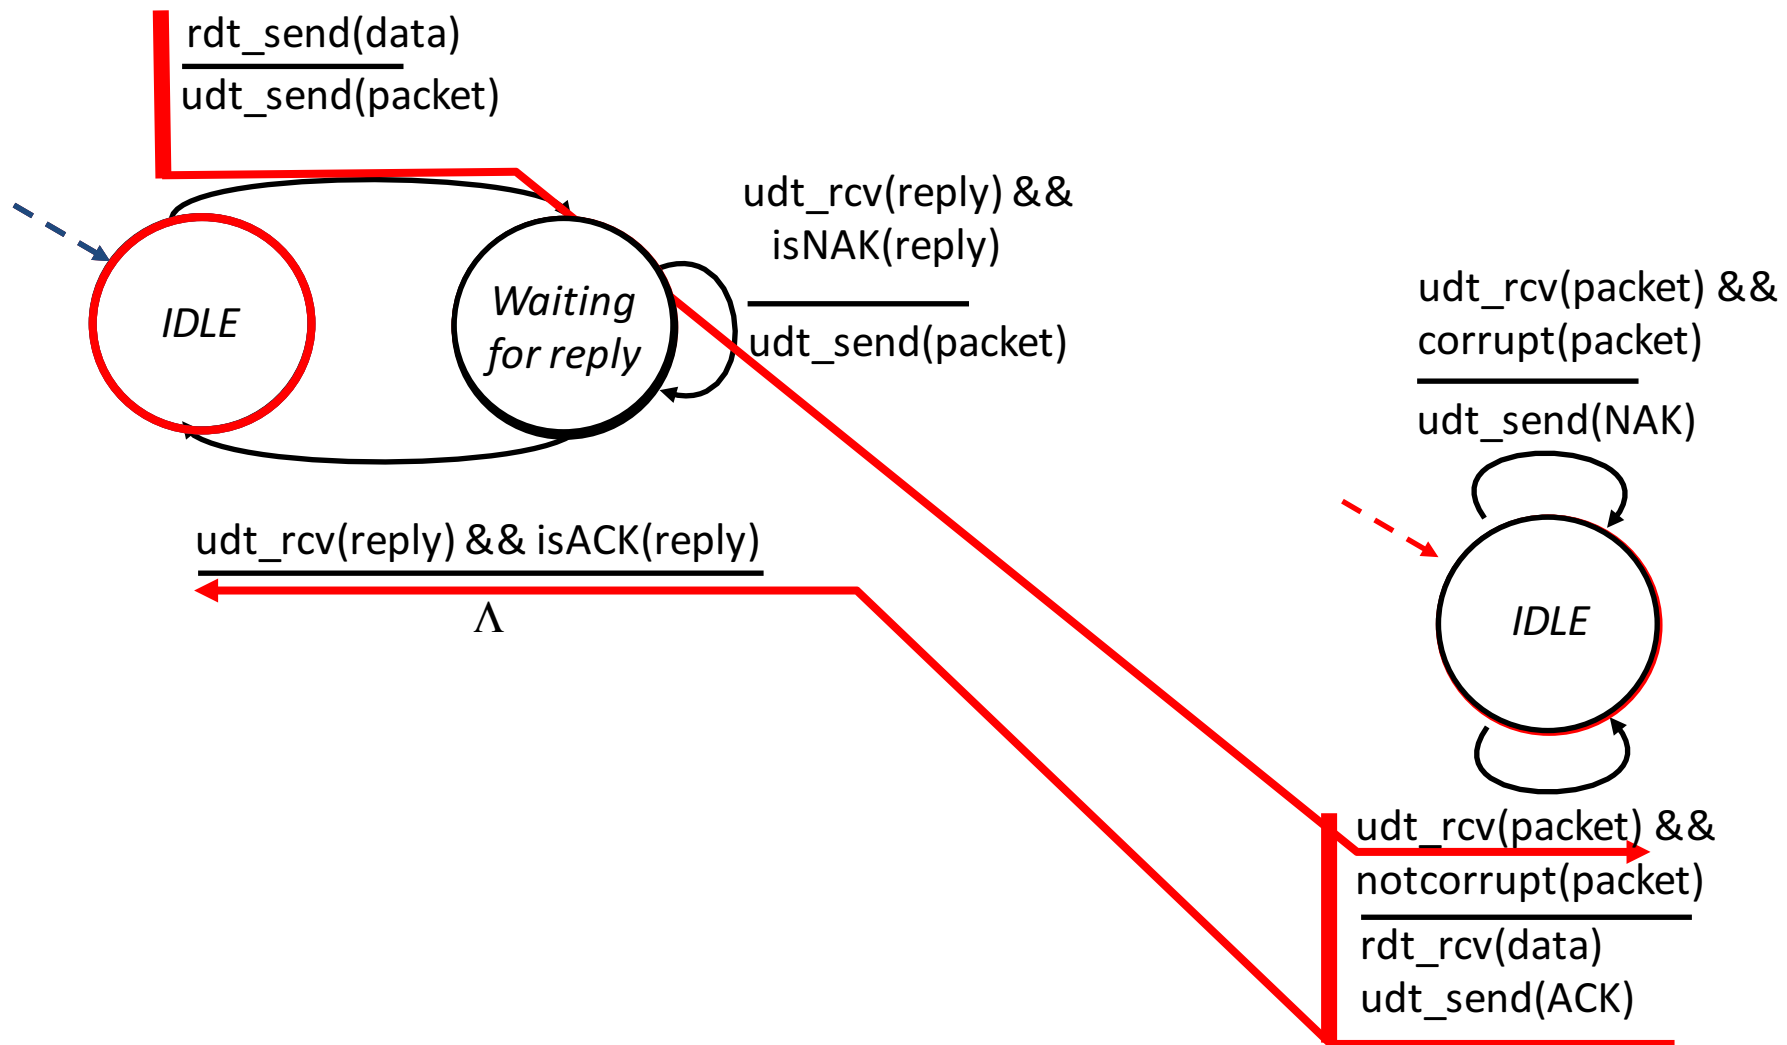 rdt_send(data)
udt_send(packet)
udt_rcv(reply) &&
isNAK(reply)
udt_send(packet)
IDLE
Waiting
for reply
udt_rcv(reply) && isACK(reply)
Λ
udt_rcv(packet) &&
corrupt(packet)
udt_send(NAK)
IDLE
udt_rcv(packet) &&
notcorrupt(packet)
rdt_rcv(data)
udt_send(ACK)